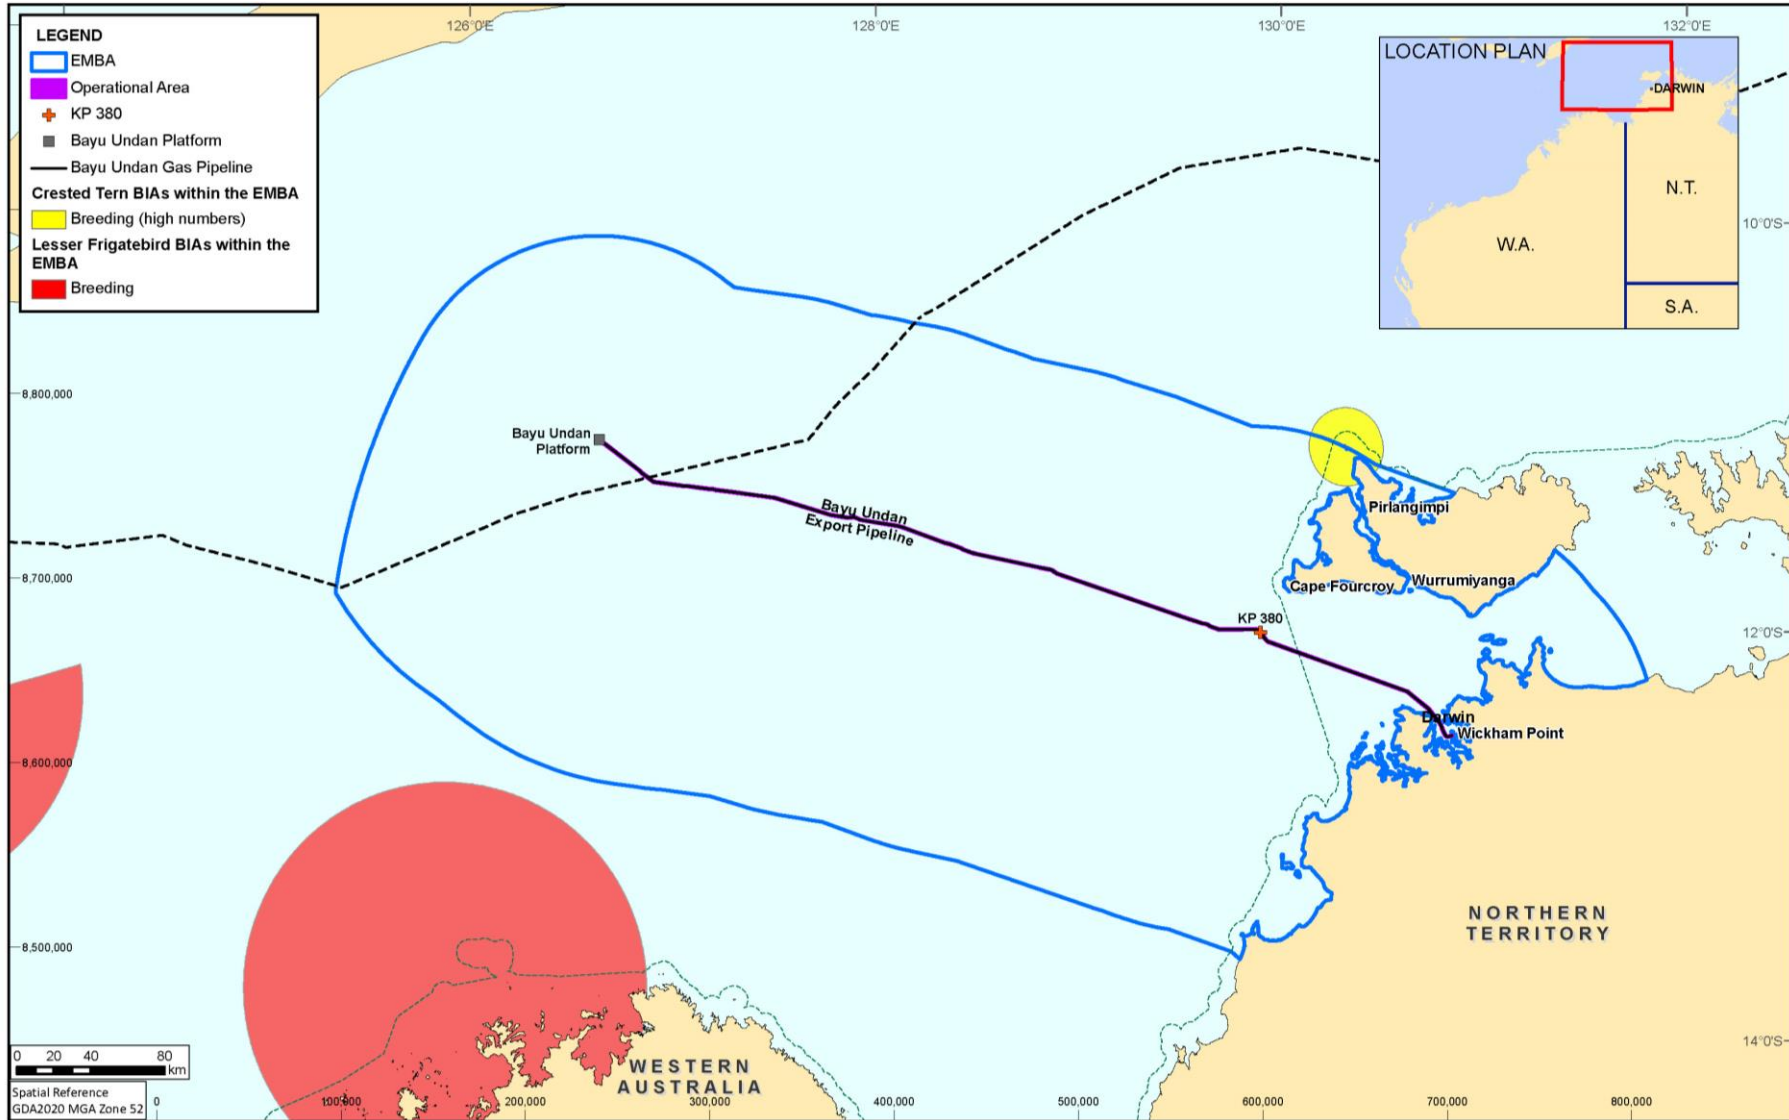 126°0'E
128°0'E
130°0'E
132°0'E
LEGEND
EMBA
Operational Area
KP 380
Bayu Undan Platform
Bayu Undan Gas Pipeline
Crested Tern BIAs within the EMBA
Breeding (high numbers)
Lesser Frigatebird BIAs within the
EMBA
Breeding
LOCATION PLAN
DARWIN
N.T.
W.A.
S.A.
10°0'S
8,800,000
Bayu Undan
Platform
Bayu Undan
Export Pipeline
Pirlangimpi
8,700,000
Cape Fourcroy
Wurrumiyanga
KP 380
12°0'S
Darwin
Wickham Point
8,600,000
NORTHERN
TERRITORY
8,500,000
14°0'S
WESTERN
AUSTRALIA
0 20 40 80
km
Spatial Reference
GDA2020 MGA Zone 52
0
100,000
200,000
300,000
400,000
500,000
600,000
700,000
800,000